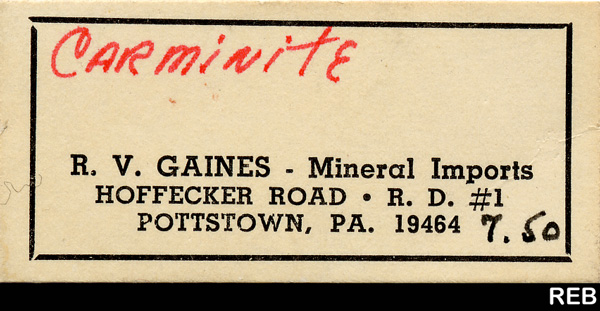 CARMINITE
R. V. GAINES - Mineral Imports
HOFFECKER ROAD • R. D. #1
POTTSTOWN, PA. 19464 7.50
REB